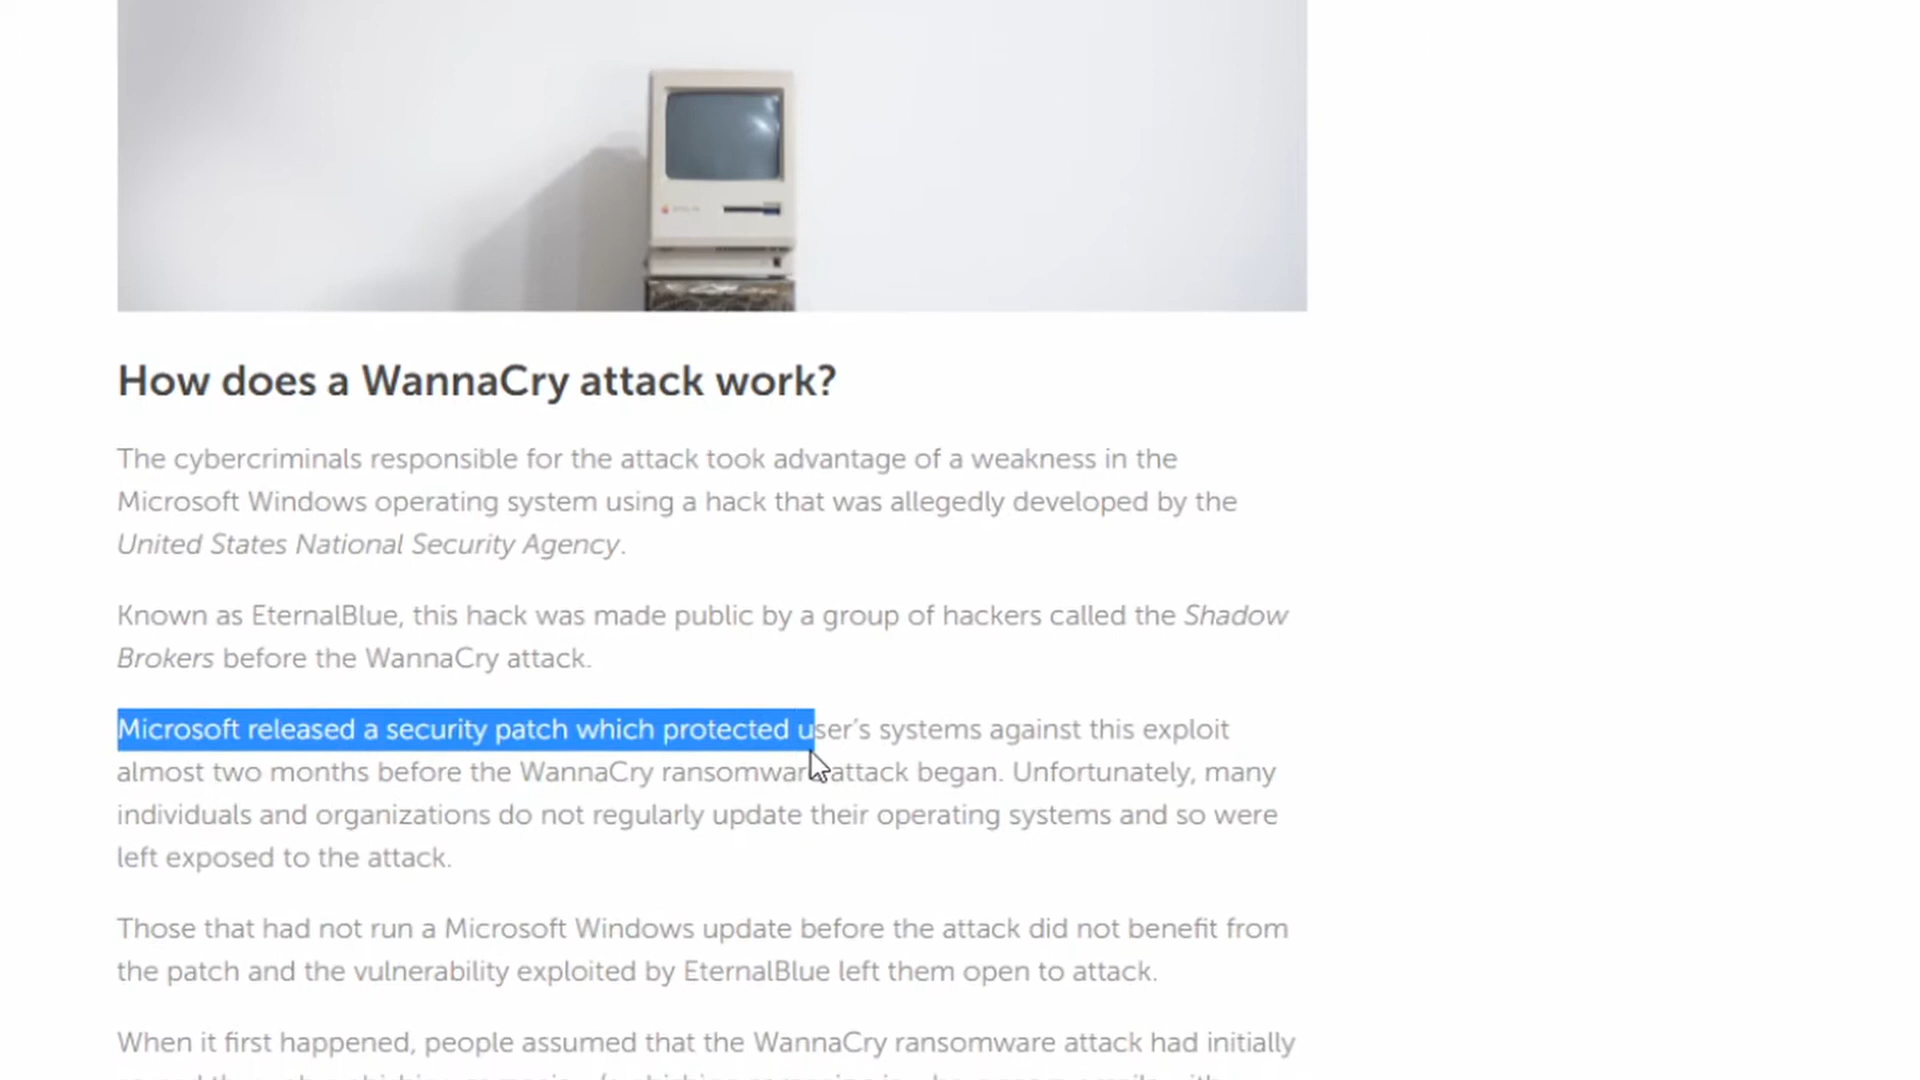 How does a WannaCry attack work?
The cybercriminals responsible for the attack took advantage of a weakness in the
Microsoft Windows operating system using a hack that was allegedly developed by the
United States National Security Agency.
Known as EternalBlue, this hack was made public by a group of hackers called the Shadow
Brokers before the WannaCry attack.
Microsoft released a security patch which protected user’s systems against this exploit
almost two months before the WannaCry ransomware attack began. Unfortunately, many
individuals and organizations do not regularly update their operating systems and so were
left exposed to the attack.
Those that had not run a Microsoft Windows update before the attack did not benefit from
the patch and the vulnerability exploited by EternalBlue left them open to attack.
When it first happened, people assumed that the WannaCry ransomware attack had initially